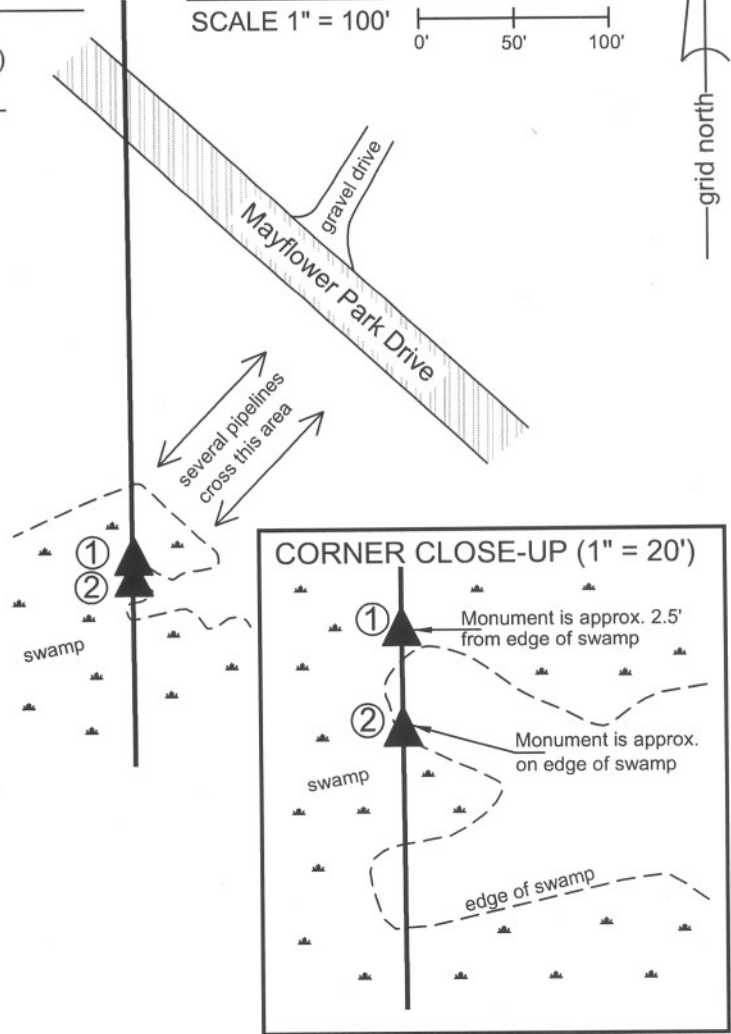 SCALE 1" = 100'
0' 50' 100'
)
grid north
gravel drive
Mayflower Park Drive
several pipelines
cross this area
①
②
swamp
CORNER CLOSE-UP (1" = 20')
①
Monument is approx. 2.5'
from edge of swamp
②
Monument is approx.
on edge of swamp
swamp
edge of swamp